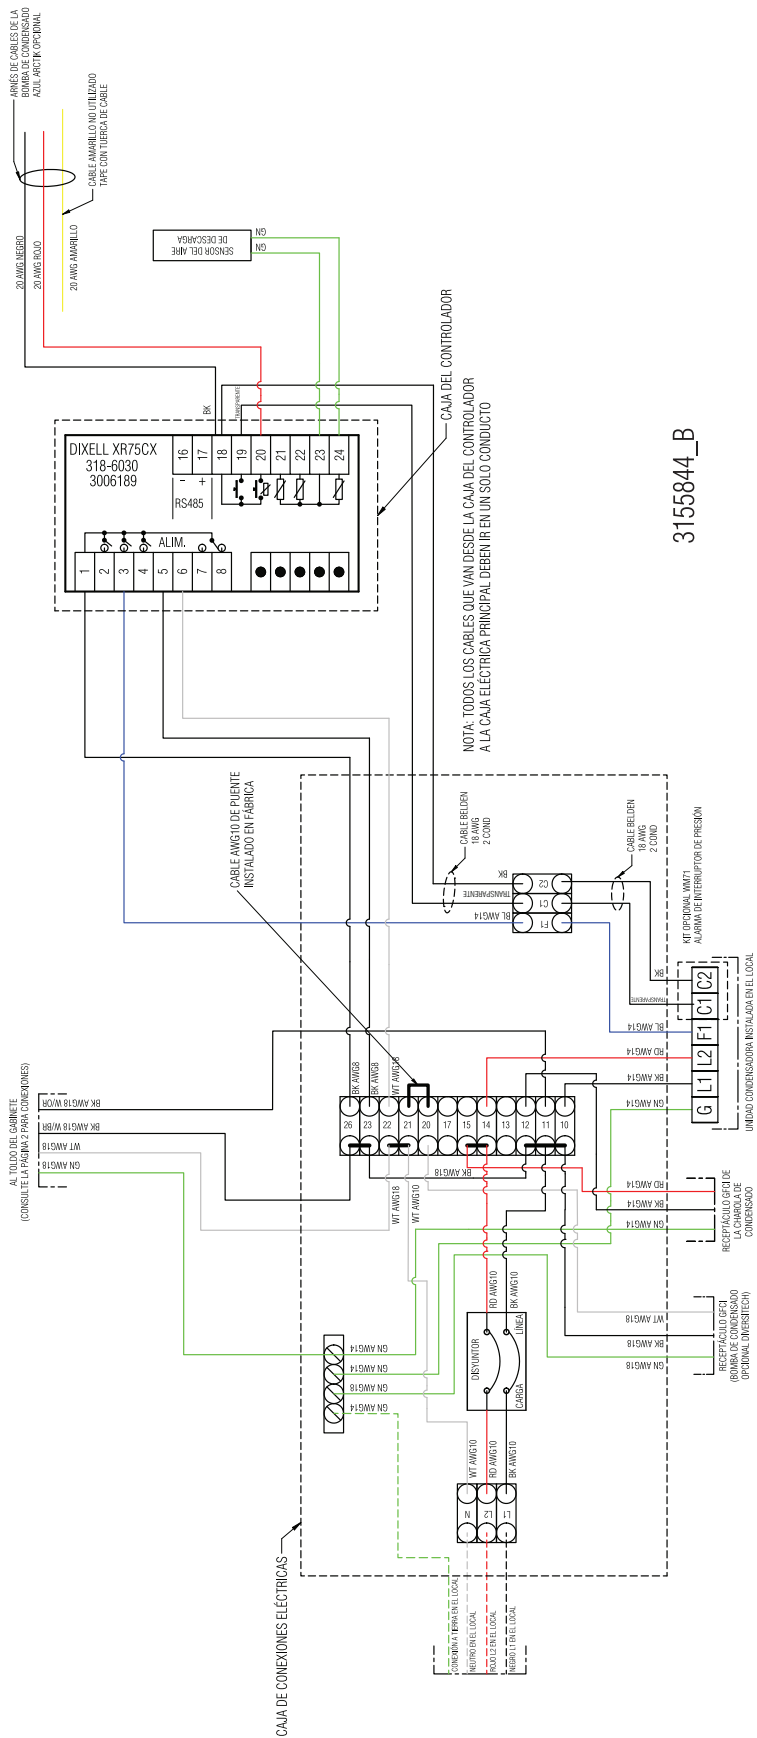 ARNÉS DE CABLES DE LA
BOMBA DE CONDENSADO
AZUL ARCTIK OPCIONAL
CABLE AMARILLO NO UTILIZADO
TAPE CON TUERCA DE CABLE
20 AWG NEGRO
20 AWG ROJO
20 AWG AMARILLO
SENSOR DEL AIRE
DE DESCARGA
GN
GN
CAJA DEL CONTROLADOR
BK
TRANSPARENTE
DIXELL XR75CX
318-6030
3006189
16
17
18
19
20
21
22
23
24
-
+
RS485
ALIM.
1
2
3
4
5
6
7
8
NOTA: TODOS LOS CABLES QUE VAN DESDE LA CAJA DEL CONTROLADOR
A LA CAJA ELÉCTRICA PRINCIPAL DEBEN IR EN UN SOLO CONDUCTO
3155844_B
CABLE AWG10 DE PUENTE
INSTALADO EN FÁBRICA
CABLE BELDEN
18 AWG
2 COND
CABLE BELDEN
18 AWG
2 COND
BK
TRANSPARENTE
BL AWG14
C2
C1
F1
KIT OPCIONAL WM71
ALARMA DE INTERRUPTOR DE PRESIÓN
BK
TRANSPARENTE
BL AWG14
RD AWG14
BK AWG14
GN AWG14
G
L1
L2
F1
C1
C2
UNIDAD CONDENSADORA INSTALADA EN EL LOCAL
AL TOLDO DEL GABINETE
(CONSULTE LA PÁGINA 2 PARA CONEXIONES)
BK AWG18 W/OR
BK AWG18 W/BR
WT AWG18
GN AWG18
BK AWG8
BK AWG8
WT AWG18
26
23
22
21
20
17
15
14
13
12
11
10
BK AWG18
WT AWG18
WT AWG10
RD AWG14
BK AWG14
GN AWG14
RECEPTÁCULO GFCI DE
LA CHAROLA DE
CONDENSADO
WT AWG18
BK AWG18
GN AWG18
RECEPTÁCULO GFCI
(BOMBA DE CONDENSADO
OPCIONAL DIVERSITECH)
RD AWG10
BK AWG10
DISYUNTOR
LÍNEA
CARGA
GN AWG14
GN AWG14
GN AWG18
GN AWG14
WT AWG10
RD AWG10
BK AWG10
N
L2
L1
CAJA DE CONEXIONES ELÉCTRICAS
CONEXIÓN A TIERRA EN EL LOCAL
NEUTRO EN EL LOCAL
ROJO L2 EN EL LOCAL
NEGRO L1 EN EL LOCAL